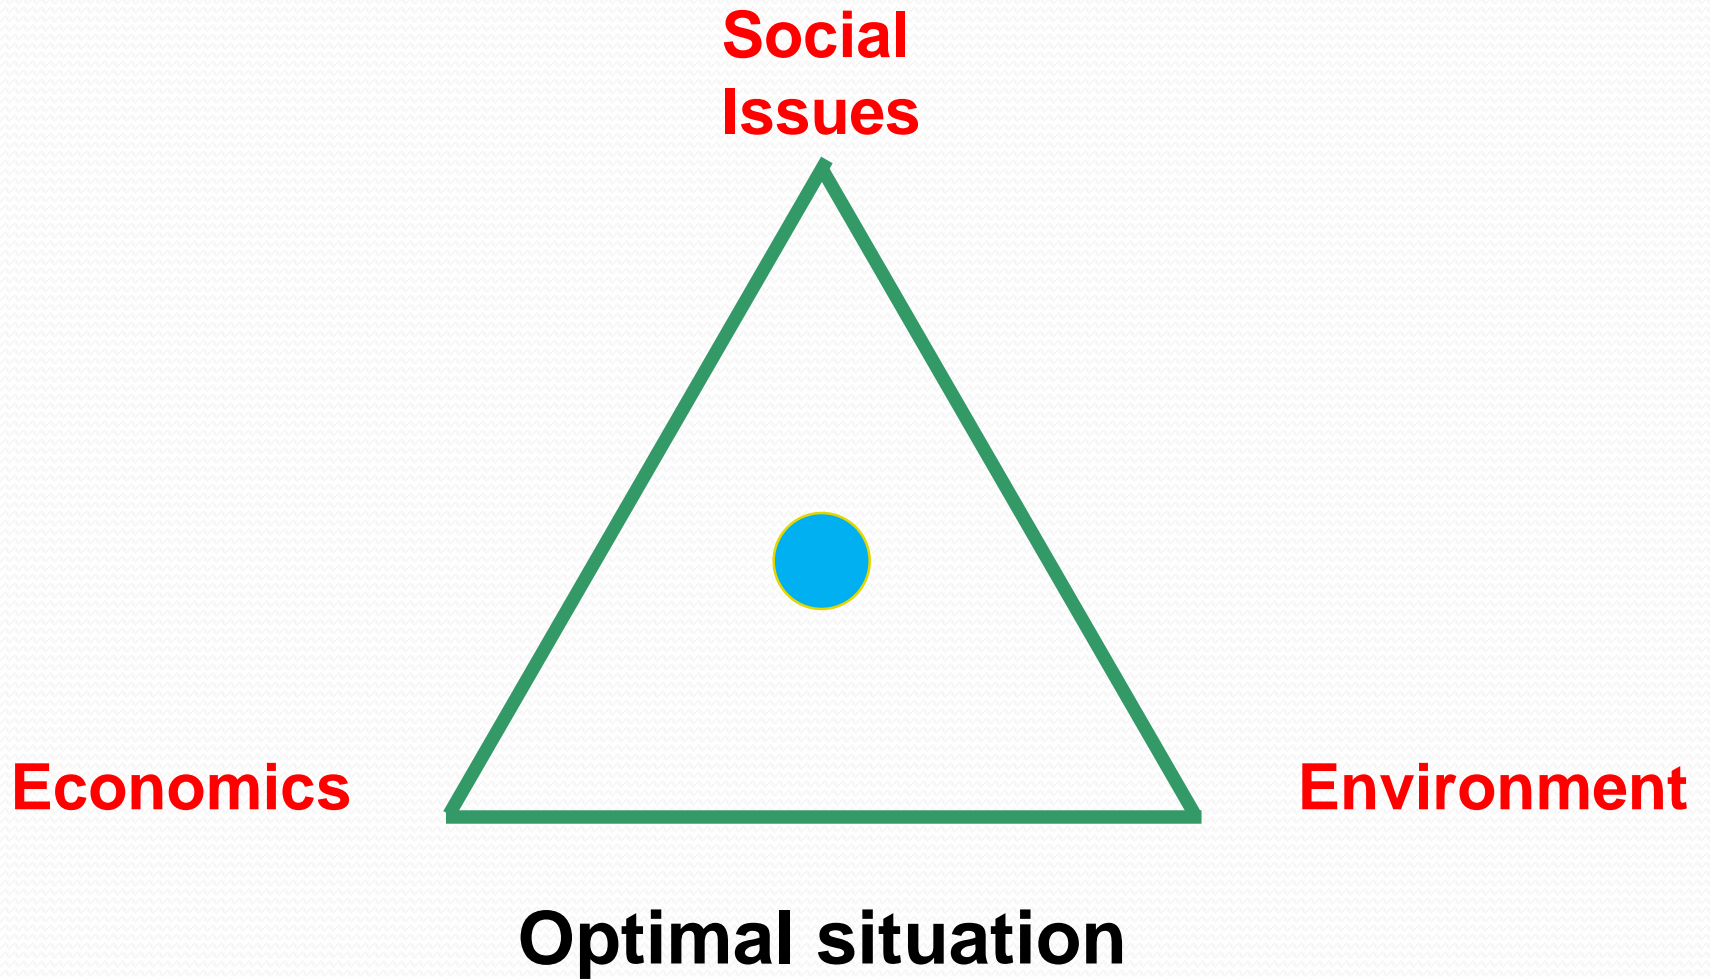 Social
Issues
Economics
Environment
Optimal situation